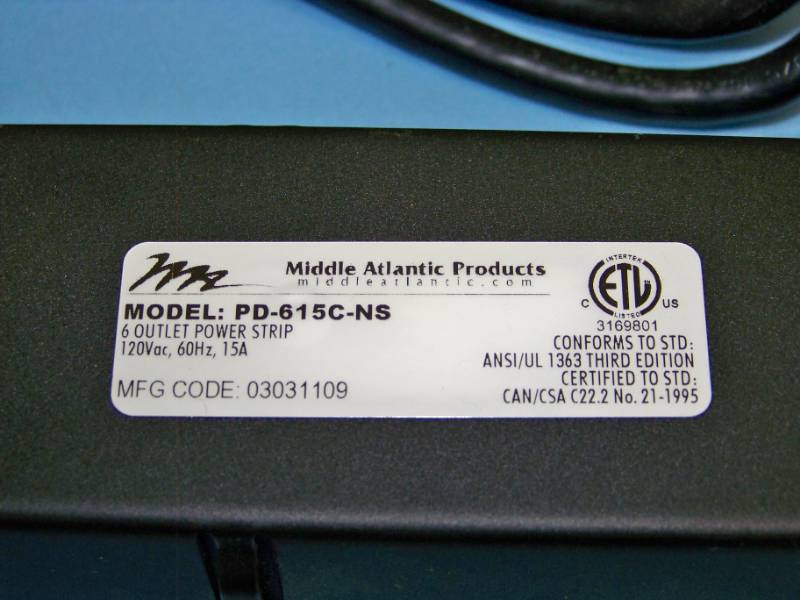 Middle Atlantic Products
middleatlantic.com
MODEL: PD-615C-NS
6 OUTLET POWER STRIP
120Vac, 60Hz, 15A
MFG CODE: 03031109
INTERTEK
ETL
LISTED
C US
3169801
CONFORMS TO STD:
ANSI/UL 1363 THIRD EDITION
CERTIFIED TO STD:
CAN/CSA C22.2 No. 21-1995